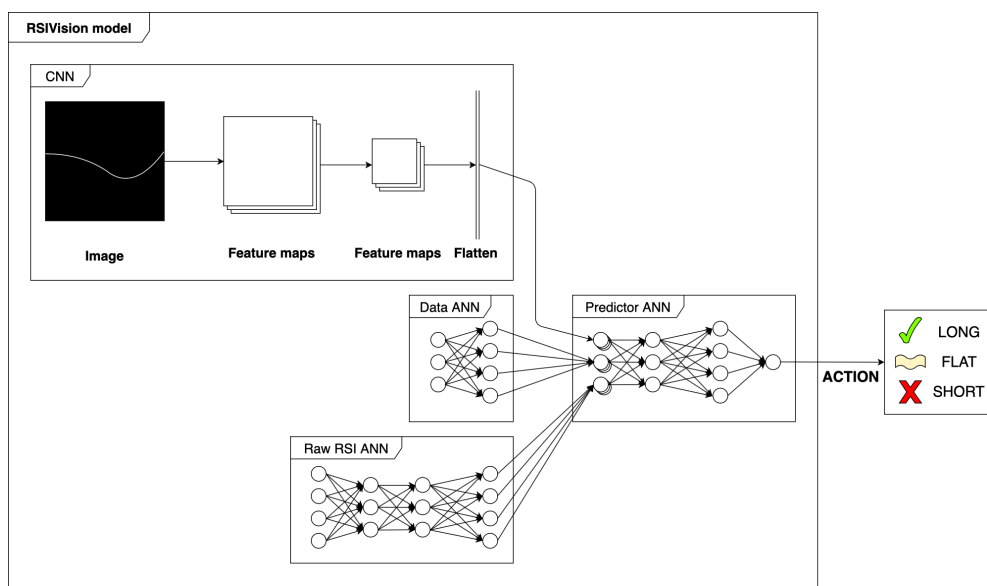 RSIVision model
CNN
Image
Feature maps
Feature maps
Flatten
Data ANN
Predictor ANN
ACTION
LONG
FLAT
SHORT
Raw RSI ANN